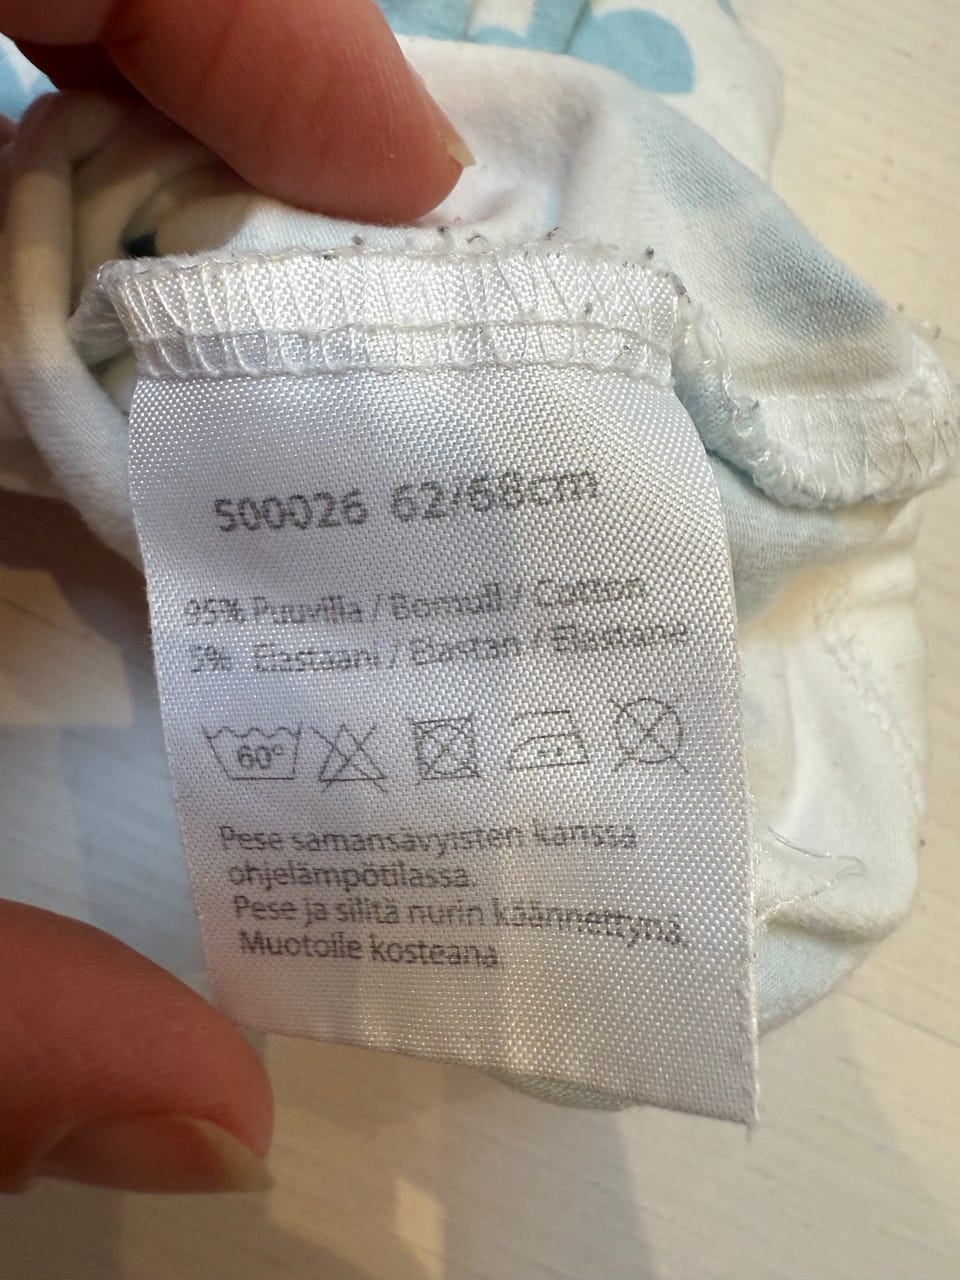 500026 62/68cm
95% Puuvilla / Bomull / Cotton
5% Elastaani / Elastan / Elastane
60°
Pese samansävyisten kanssa
ohjelämpötilassa.
Pese ja silitä nurin käännettynä.
Muotoile kosteana.